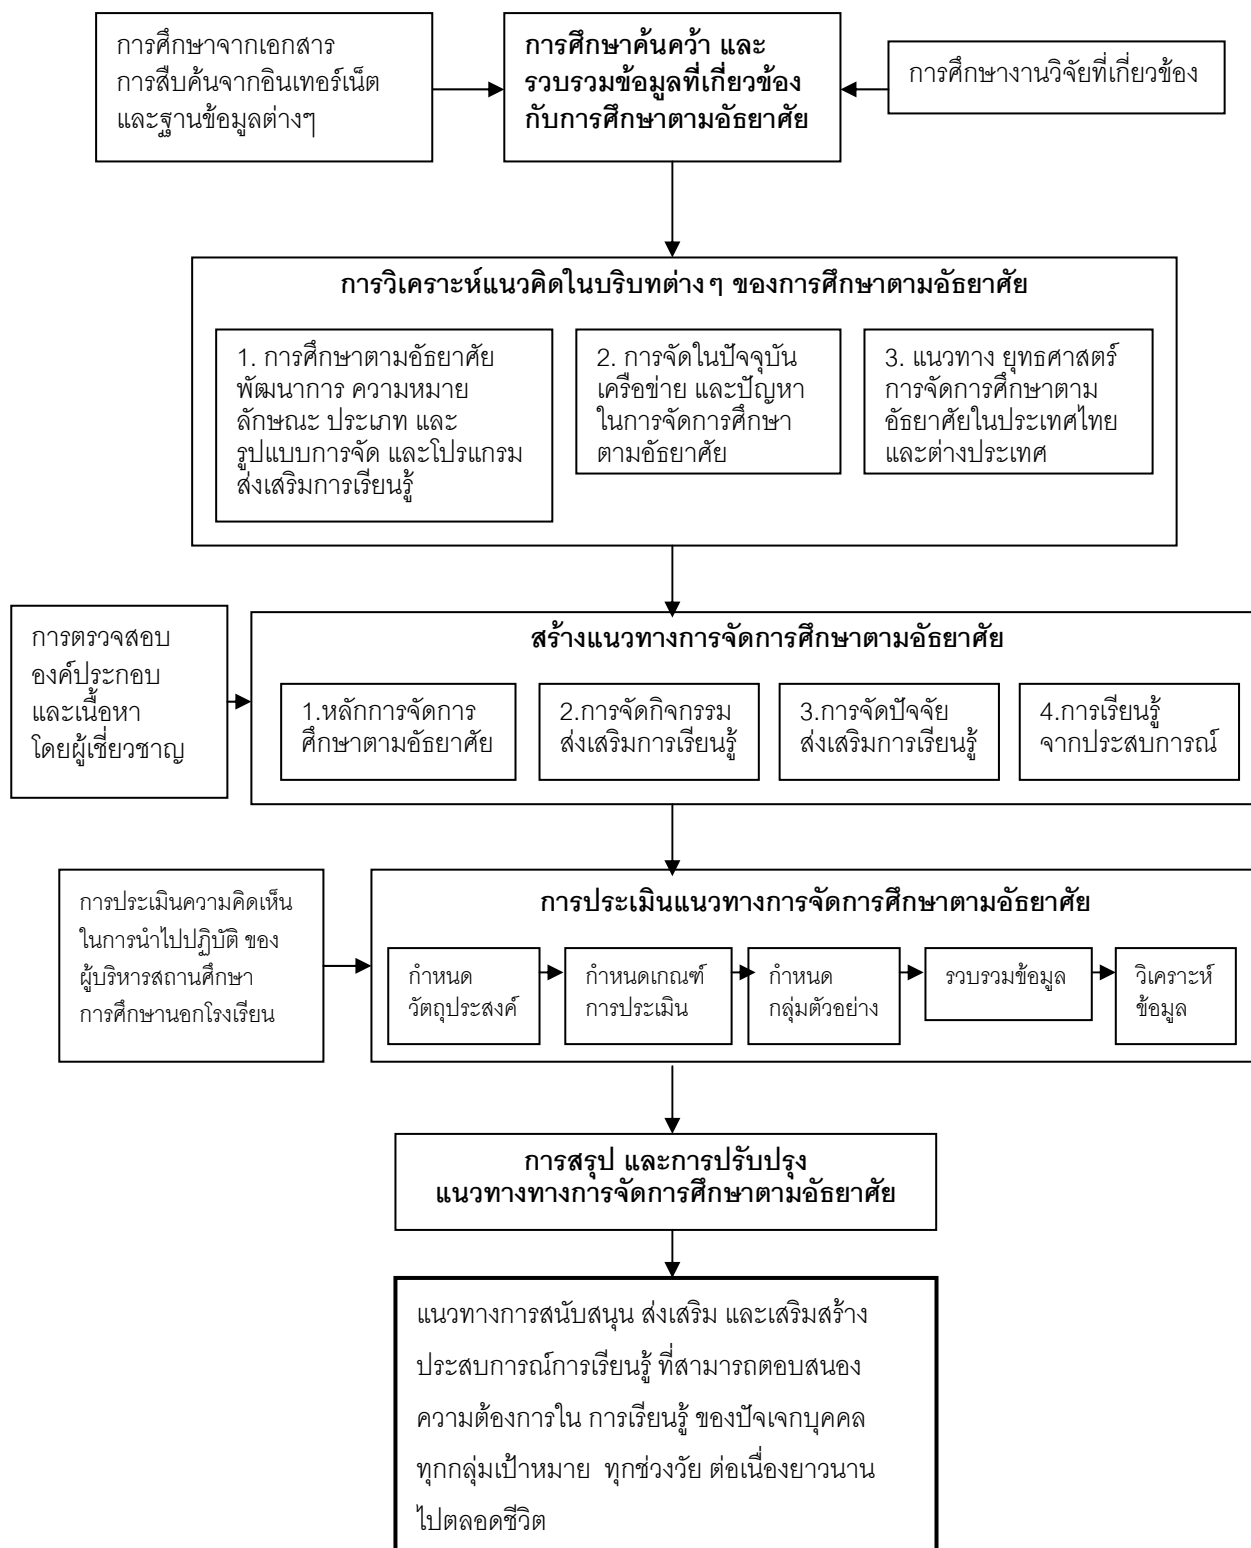 การศึกษาจากเอกสาร
การสืบค้นจากอินเทอร์เน็ต
และฐานข้อมูลต่างๆ
การศึกษาค้นคว้า และ
รวบรวมข้อมูลที่เกี่ยวข้อง
กับการศึกษาตามอัธยาศัย
การศึกษางานวิจัยที่เกี่ยวข้อง
การวิเคราะห์แนวคิดในบริบทต่างๆ ของการศึกษาตามอัธยาศัย
1. การศึกษาตามอัธยาศัย
พัฒนาการ ความหมาย
ลักษณะ ประเภท และ
รูปแบบการจัด และโปรแกรม
ส่งเสริมการเรียนรู้
2. การจัดในปัจจุบัน
เครือข่าย และปัญหา
ในการจัดการศึกษา
ตามอัธยาศัย
3. แนวทาง ยุทธศาสตร์
การจัดการศึกษาตาม
อัธยาศัยในประเทศไทย
และต่างประเทศ
การตรวจสอบ
องค์ประกอบ
และเนื้อหา
โดยผู้เชี่ยวชาญ
สร้างแนวทางการจัดการศึกษาตามอัธยาศัย
1.หลักการจัดการ
ศึกษาตามอัธยาศัย
2.การจัดกิจกรรม
ส่งเสริมการเรียนรู้
3.การจัดปัจจัย
ส่งเสริมการเรียนรู้
4.การเรียนรู้
จากประสบการณ์
การประเมินความคิดเห็น
ในการนำไปปฏิบัติ ของ
ผู้บริหารสถานศึกษา
การศึกษานอกโรงเรียน
การประเมินแนวทางการจัดการศึกษาตามอัธยาศัย
กำหนด
วัตถุประสงค์
กำหนดเกณฑ์
การประเมิน
กำหนด
กลุ่มตัวอย่าง
รวบรวมข้อมูล
วิเคราะห์
ข้อมูล
การสรุป และการปรับปรุง
แนวทางทางการจัดการศึกษาตามอัธยาศัย
แนวทางการสนับสนุน ส่งเสริม และเสริมสร้าง
ประสบการณ์การเรียนรู้ ที่สามารถตอบสนอง
ความต้องการใน การเรียนรู้ ของปัจเจกบุคคล
ทุกกลุ่มเป้าหมาย ทุกช่วงวัย ต่อเนื่องยาวนาน
ไปตลอดชีวิต